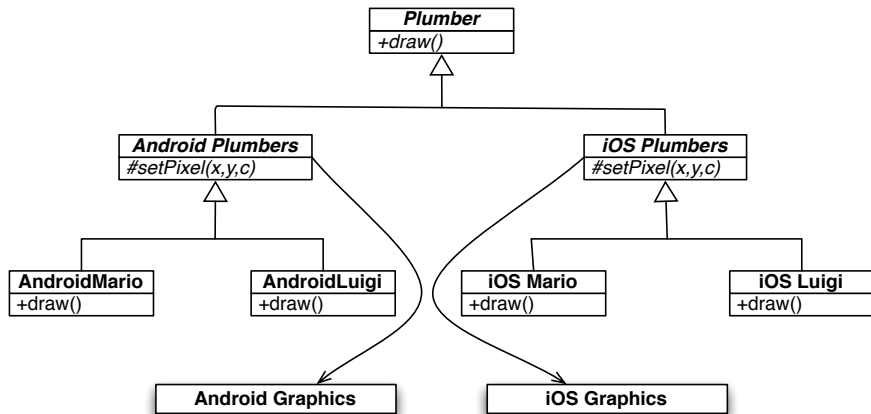 Plumber
+draw()
Android Plumbers
#setPixel(x,y,c)
iOS Plumbers
#setPixel(x,y,c)
AndroidMario
+draw()
AndroidLuigi
+draw()
iOS Mario
+draw()
iOS Luigi
+draw()
Android Graphics
iOS Graphics